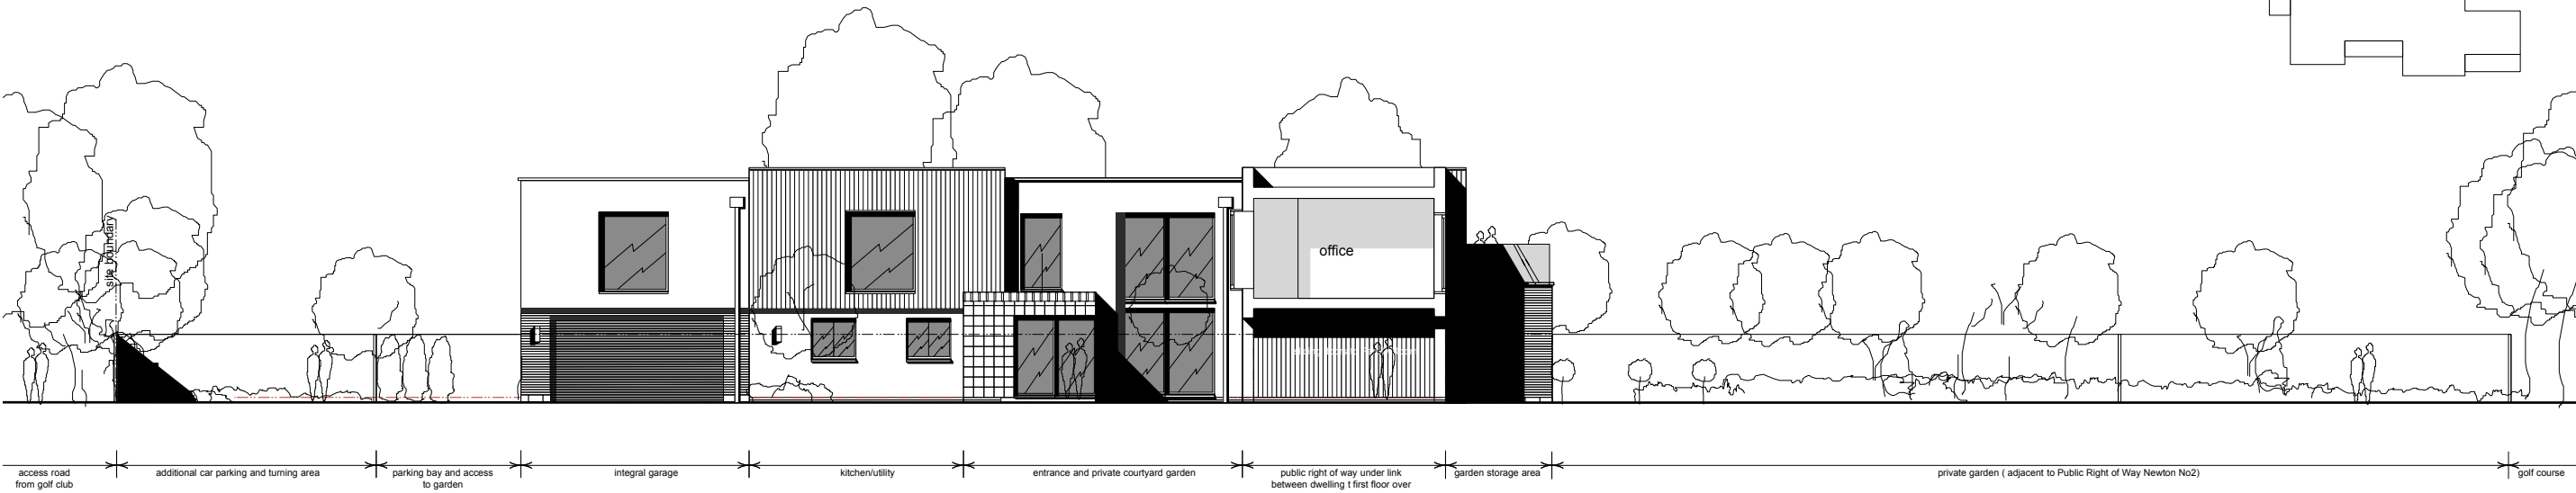 site boundary
office
access road
from golf club
additional car parking and turning area
parking bay and access
to garden
integral garage
kitchen/utility
entrance and private courtyard garden
public right of way under link
between dwelling t first floor over
garden storage area
private garden ( adjacent to Public Right of Way Newton No2)
golf course